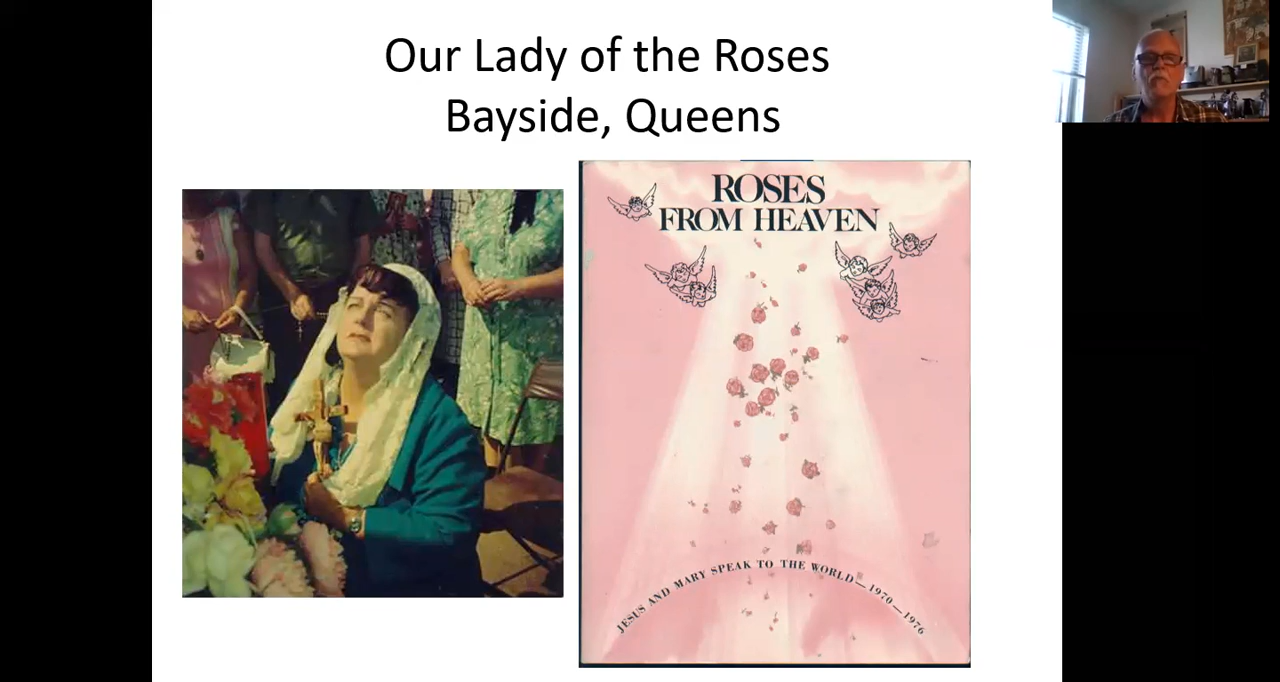 Our Lady of the Roses
Bayside, Queens
ROSES
FROM HEAVEN
JESUS AND MARY SPEAK TO THE WORLD—1970—1976